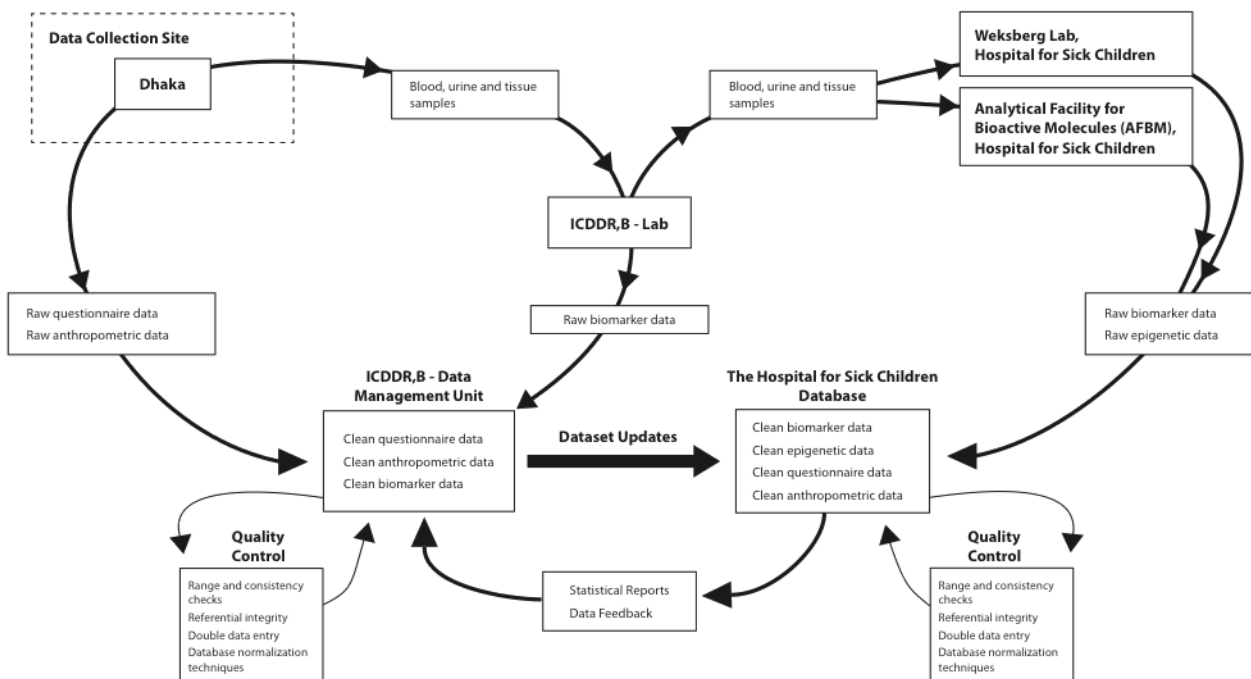 Data Collection Site
Dhaka
Blood, urine and tissue
samples
Blood, urine and tissue
samples
Weksberg Lab,
Hospital for Sick Children
Analytical Facility for
Bioactive Molecules (AFBM),
Hospital for Sick Children
ICDDR,B - Lab
Raw questionnaire data
Raw anthropometric data
Raw biomarker data
Raw biomarker data
Raw epigenetic data
ICDDR,B - Data
Management Unit
Clean questionnaire data
Clean anthropometric data
Clean biomarker data
Dataset Updates
The Hospital for Sick Children
Database
Clean biomarker data
Clean epigenetic data
Clean questionnaire data
Clean anthropometric data
Quality
Control
Range and consistency
checks
Referential integrity
Double data entry
Database normalization
techniques
Statistical Reports
Data Feedback
Quality
Control
Range and consistency
checks
Referential integrity
Double data entry
Database normalization
techniques